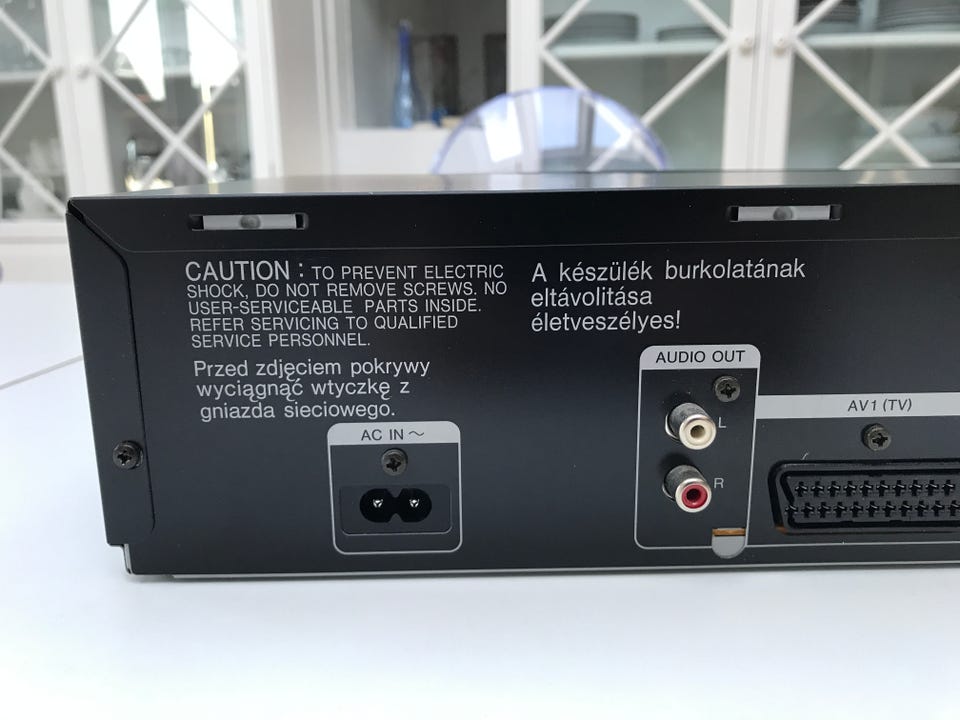 CAUTION : TO PREVENT ELECTRIC
SHOCK, DO NOT REMOVE SCREWS. NO
USER-SERVICEABLE PARTS INSIDE.
REFER SERVICING TO QUALIFIED
SERVICE PERSONNEL.
Przed zdjęciem pokrywy
wyciągnąć wtyczkę z
gniazda sieciowego.
A készülék burkolatának
eltávolitása
életveszélyes!
AC IN ~
AUDIO OUT
L
R
AV1 (TV)